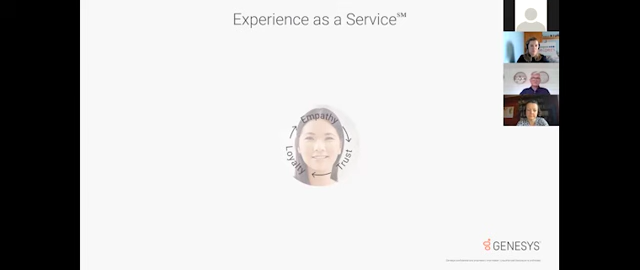 Experience as a Service℠
Empathy
Trust
Loyalty
GENESYS